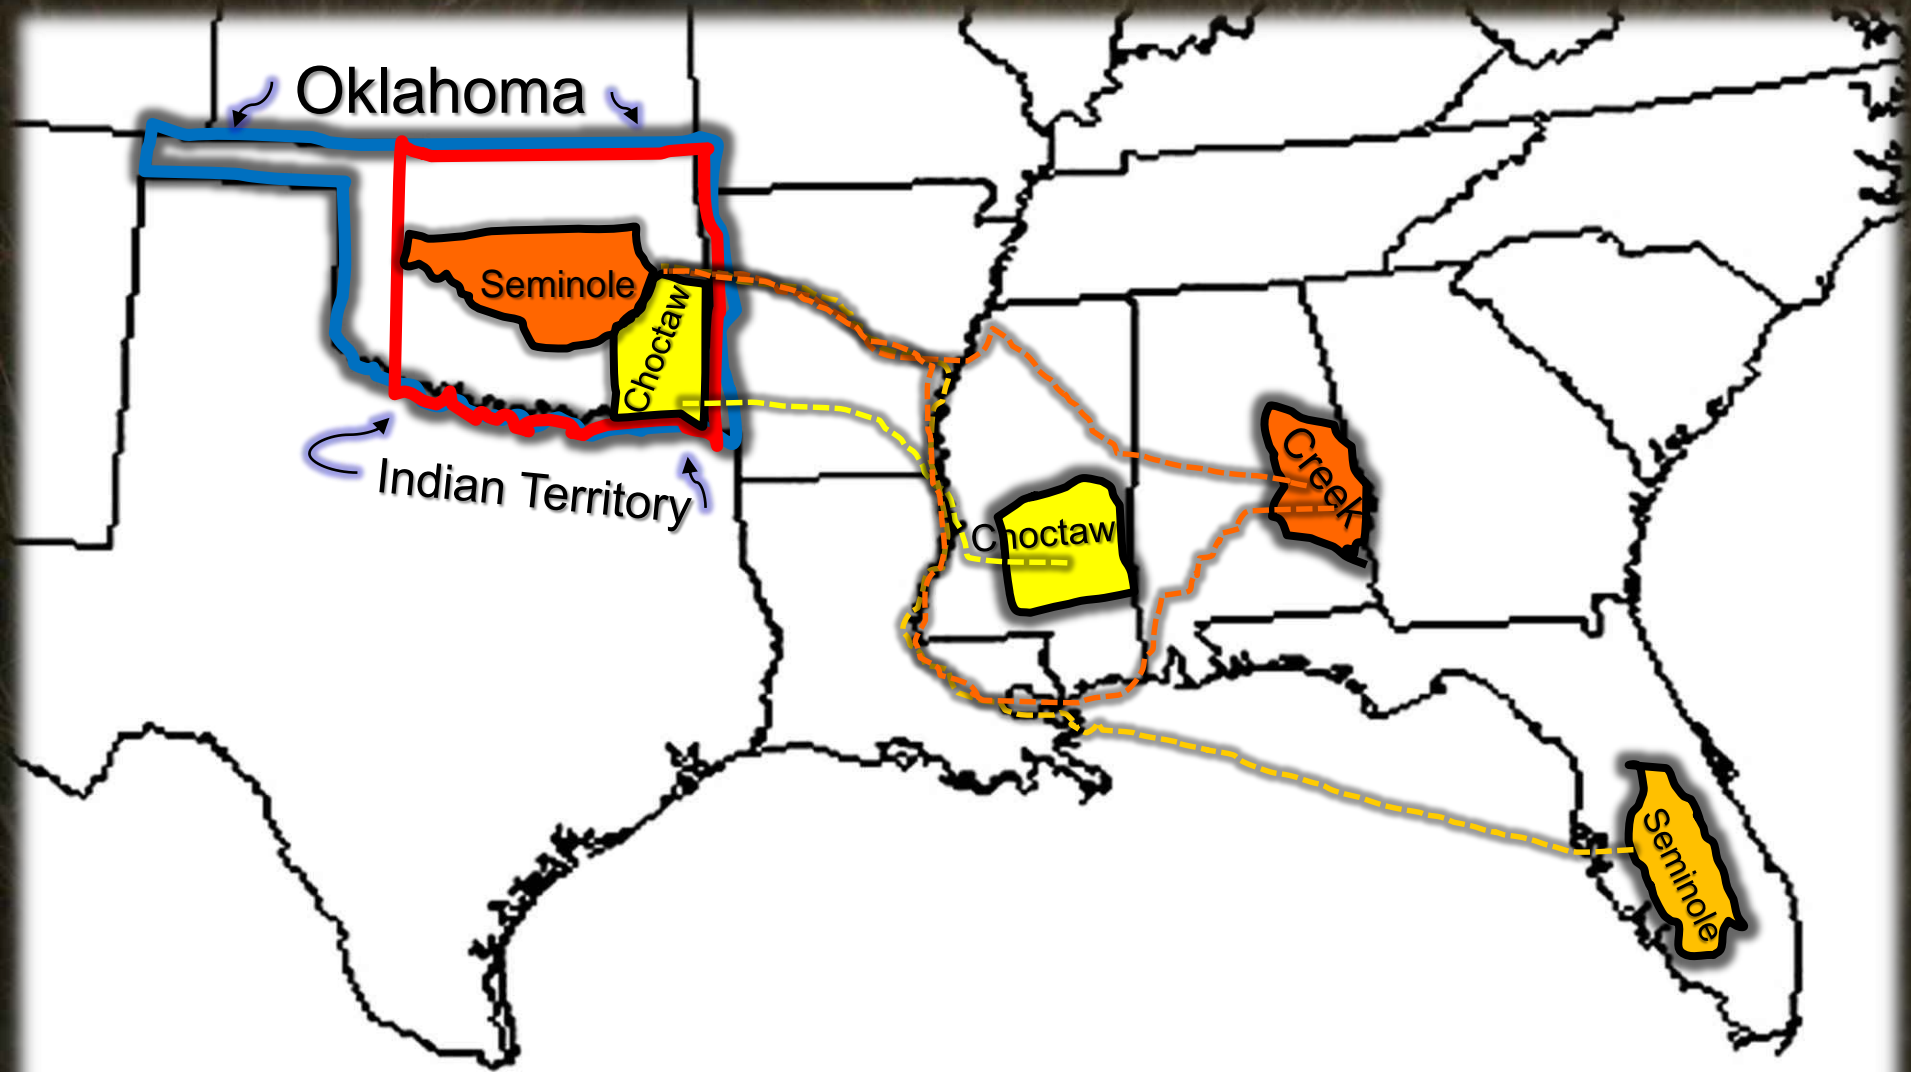 Oklahoma
Seminole
Choctaw
Indian Territory
Creek
Choctaw
Seminole